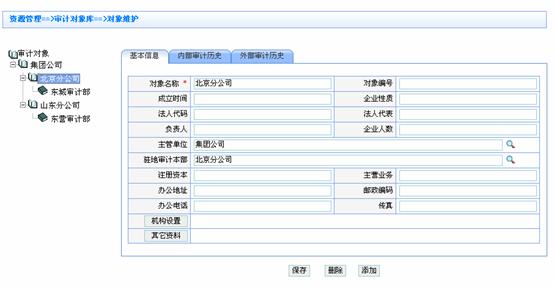 资源管理==>审计对象库==>对象维护
审计对象
集团公司
北京分公司
东城审计部
山东分公司
东营审计部
基本信息 内部审计历史 外部审计历史
对象名称 * 北京分公司 对象编号
成立时间 企业性质
法人代码 法人代表
负责人 企业人数
主管单位 集团公司
驻地审计本部 北京分公司
注册资本 主营业务
办公地址 邮政编码
办公电话 传真
机构设置
其它资料
保存 删除 添加